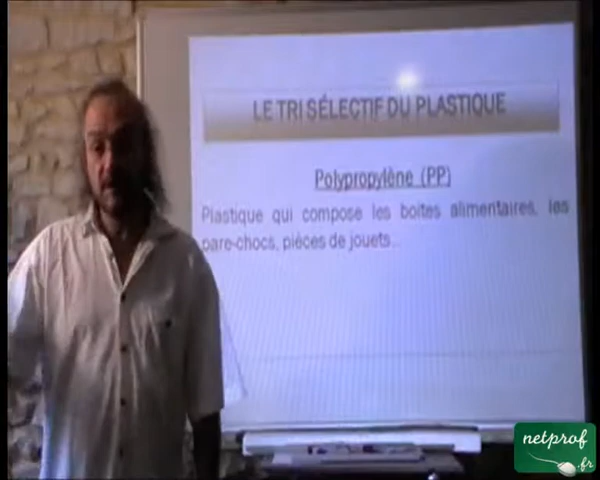 LE TRI SÉLECTIF DU PLASTIQUE
Polypropylène (PP)
Plastique qui compose les boites alimentaires, les
pare-chocs, pièces de jouets...
netprof
.fr